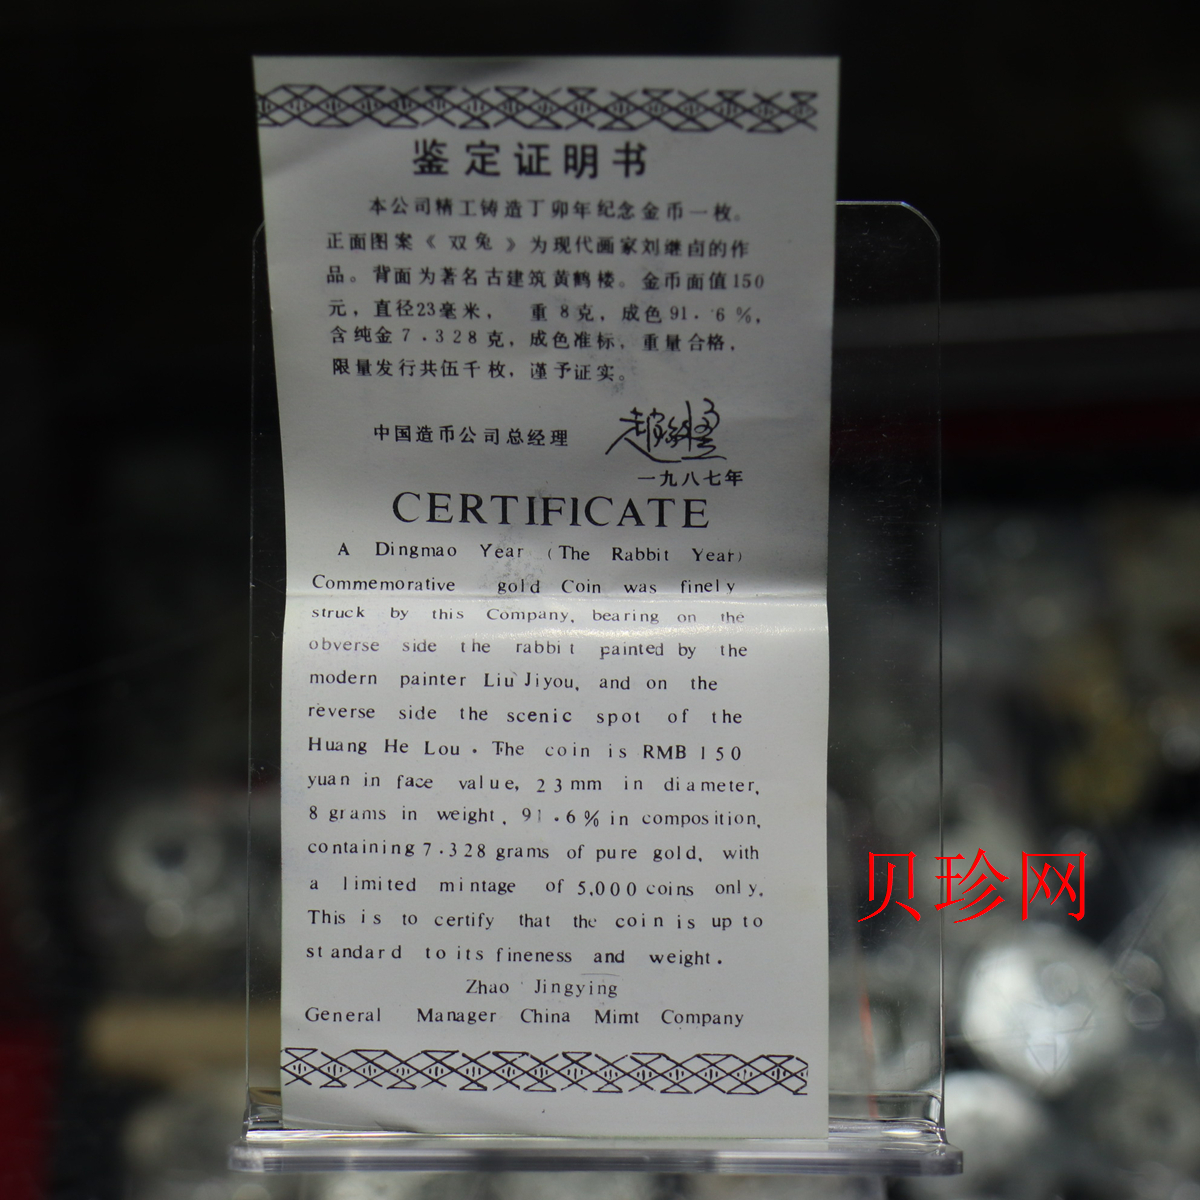 鉴定证明书
本公司精工铸造丁卯年纪念金币一枚。
正面图案《双兔》为现代画家刘继卣的作
品。背面为著名古建筑黄鹤楼。金币面值150
元，直径23毫米， 重8克，成色91.6%，
含纯金7.328克，成色准标，重量合格，
限量发行共伍千枚，谨予证实。
中国造币公司总经理
一九八七年
CERTIFICATE
A Dingmao Year (The Rabbit Year)
Commemorative gold Coin was finely
struck by this Company, bearing on the
obverse side the rabbit painted by the
modern painter Liu Jiyou, and on the
reverse side the scenic spot of the
Huang He Lou. The coin is RMB 150
yuan in face value, 23mm in diameter,
8 grams in weight, 91.6% in composition,
containing 7.328 grams of pure gold, with
a limited mintage of 5,000 coins only.
This is to certify that the coin is up to
standard to its fineness and weight.
Zhao Jingying
General Manager China Mimt Company
贝珍网